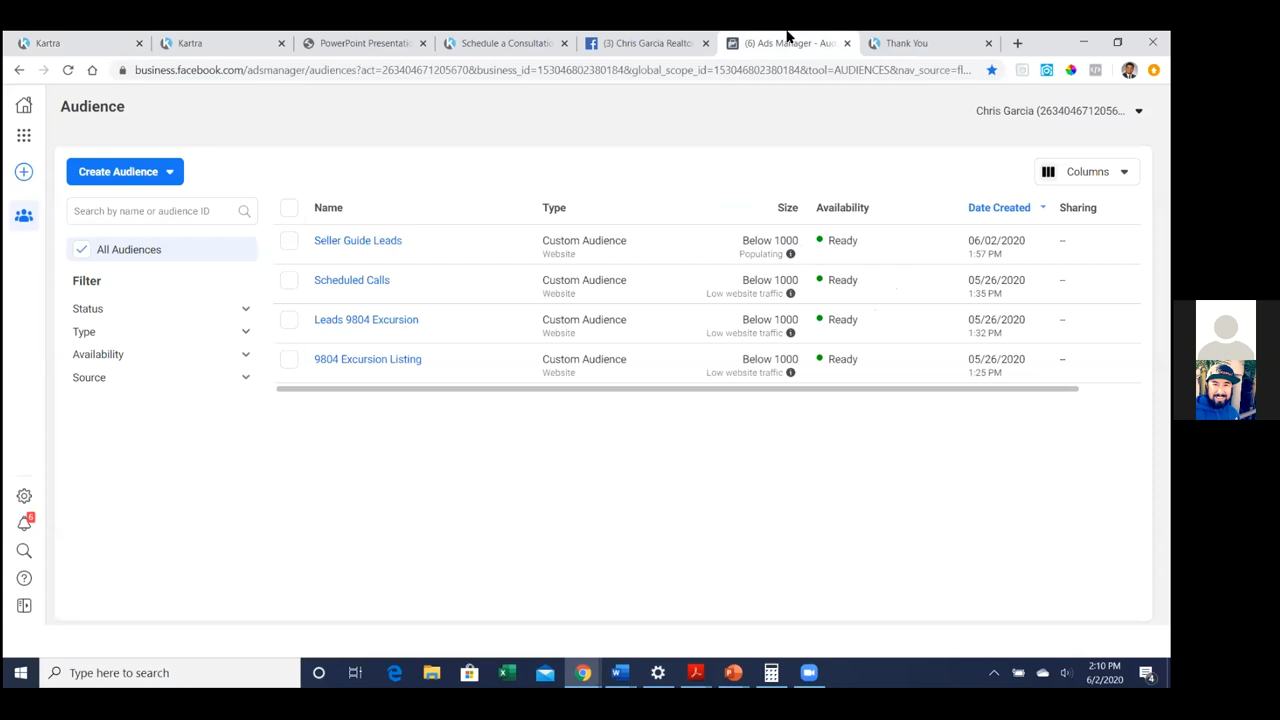 Kartra
Kartra
PowerPoint Presentatic
Schedule a Consultatio
(3) Chris Garcia Realto
(6) Ads Manager - Aud
Thank You
business.facebook.com/adsmanager/audiences?act=2634046712056708&business_id=153046802380184&global_scope_id=153046802380184&tool=AUDIENCES&nav_source=fl...
Audience
Chris Garcia (2634046712056...
Create Audience
Columns
Search by name or audience ID
All Audiences
Filter
Status
Type
Availability
Source
Name Type Size Availability Date Created Sharing
Seller Guide Leads Custom Audience Below 1000 Ready 06/02/2020 --
Website Populating 1:57 PM
Scheduled Calls Custom Audience Below 1000 Ready 05/26/2020 --
Website Low website traffic 1:35 PM
Leads 9804 Excursion Custom Audience Below 1000 Ready 05/26/2020 --
Website Low website traffic 1:32 PM
9804 Excursion Listing Custom Audience Below 1000 Ready 05/26/2020 --
Website Low website traffic 1:25 PM
6
Type here to search
2:10 PM
6/2/2020
4